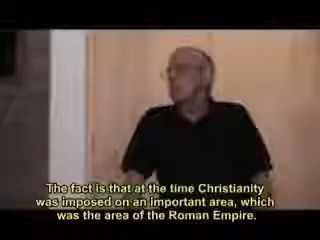 The fact is that at the time Christianity
was imposed on an important area, which
was the area of the Roman Empire.